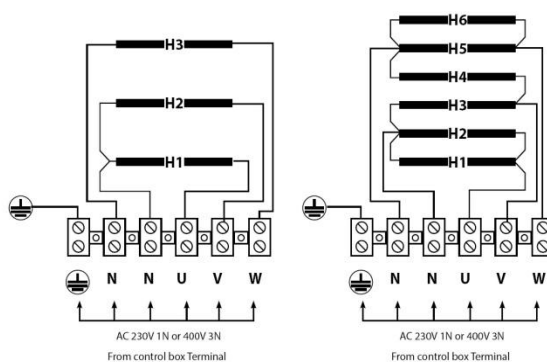 H3
H2
H1
N N U V W
AC 230V 1N or 400V 3N
From control box Terminal
H6
H5
H4
H3
H2
H1
N N U V W
AC 230V 1N or 400V 3N
From control box Terminal